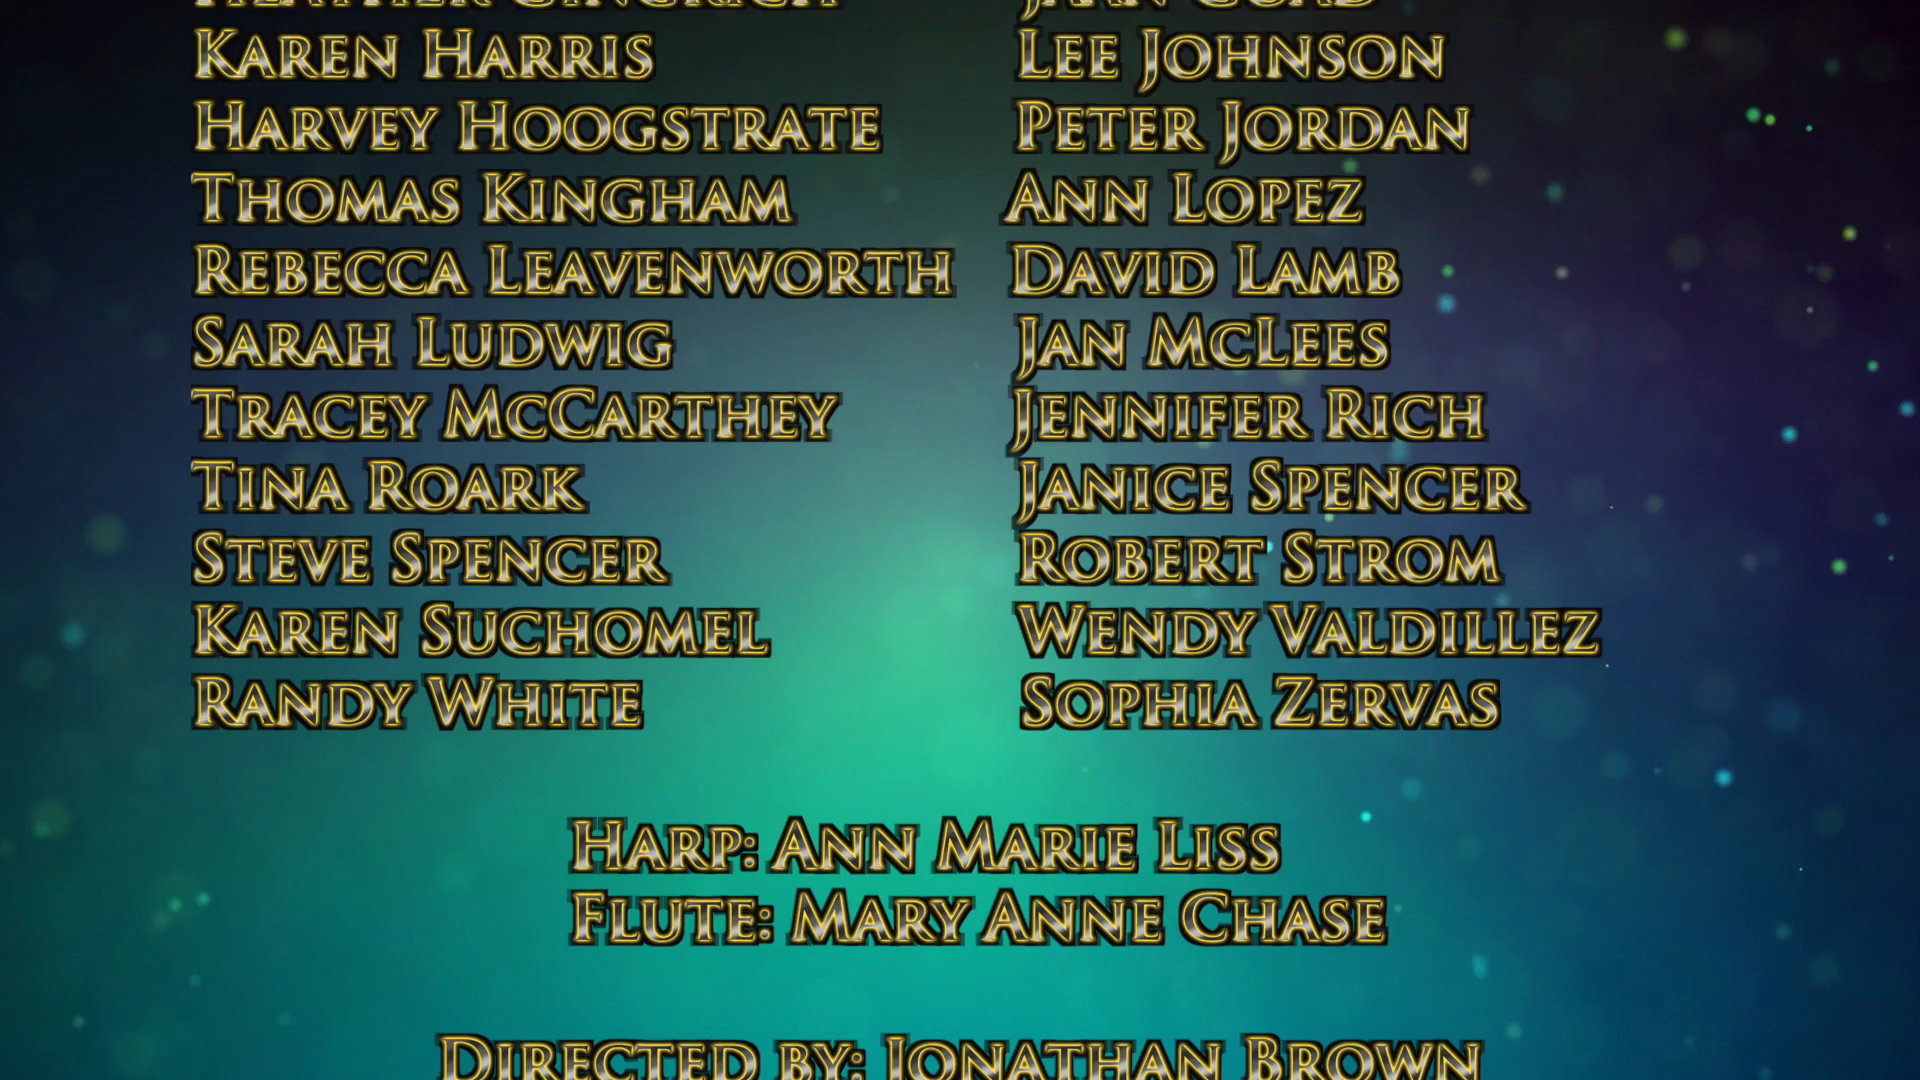 Karen Harris
Harvey Hoogstrate
Thomas Kingham
Rebecca Leavenworth
Sarah Ludwig
Tracey McCarthey
Tina Roark
Steve Spencer
Karen Suchomel
Randy White
Lee Johnson
Peter Jordan
Ann Lopez
David Lamb
Jan McLees
Jennifer Rich
Janice Spencer
Robert Strom
Wendy Valdillez
Sophia Zervas
Harp: Ann Marie Liss
Flute: Mary Anne Chase
Directed by: Jonathan Brown